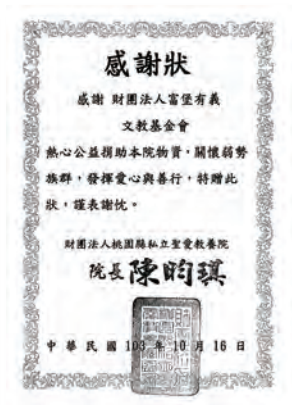 感謝狀
感謝 財團法人富堡有義
文教基金會
熱心公益捐助本院物資，關懷弱勢
族群，發揮愛心與善行，特贈此
狀，謹表謝忱。
財團法人桃園縣私立聖愛教養院
院長陳昀琪
中華民國 103 年 10 月 16 日